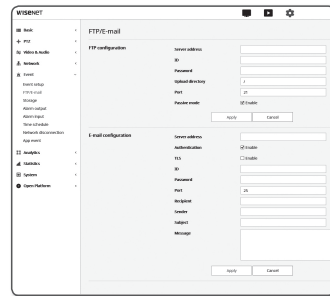 WISENET
Basic
PTZ
Video & Audio
Network
Event
Event setup
FTP/E-mail
Storage
Alarm output
Alarm input
Time schedule
Network disconnection
App event
Analytics
Statistics
System
Open Platform
FTP/E-mail
FTP configuration
Server address
ID
Password
Upload directory /
Port 21
Passive mode Enable
Apply Cancel
E-mail configuration
Server address
Authentication Enable
TLS Enable
ID
Password
Port 25
Recipient
Sender
Subject
Message
Apply Cancel